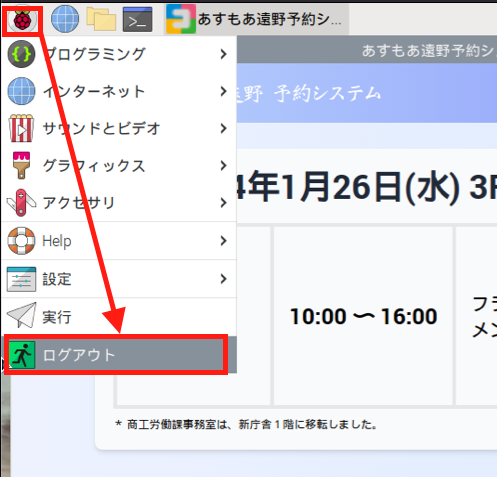 あすもあ遠野予約シ...
あすもあ遠野予約シ
プログラミング
インターネット
野 予約システム
サウンドとビデオ
グラフィックス
4年1月26日(水) 3F
アクセサリ
Help
設定
実行
10:00 〜 16:00
フラ
メン
ログアウト
* 商工労働課事務室は、新庁舎1階に移転しました。